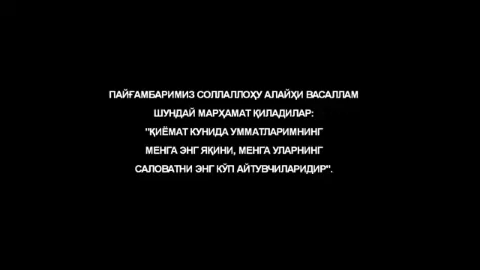 ПАЙҒАМБАРИМИЗ СОЛЛАЛЛОҲУ АЛАЙҲИ ВАСАЛЛАМ
ШУНДАЙ МАРҲАМАТ ҚИЛАДИЛАР:
"ҚИЁМАТ КУНИДА УММАТЛАРИМНИНГ
МЕНГА ЭНГ ЯҚИНИ, МЕНГА УЛАРНИНГ
САЛОВАТНИ ЭНГ КЎП АЙТУВЧИЛАРИДИР".